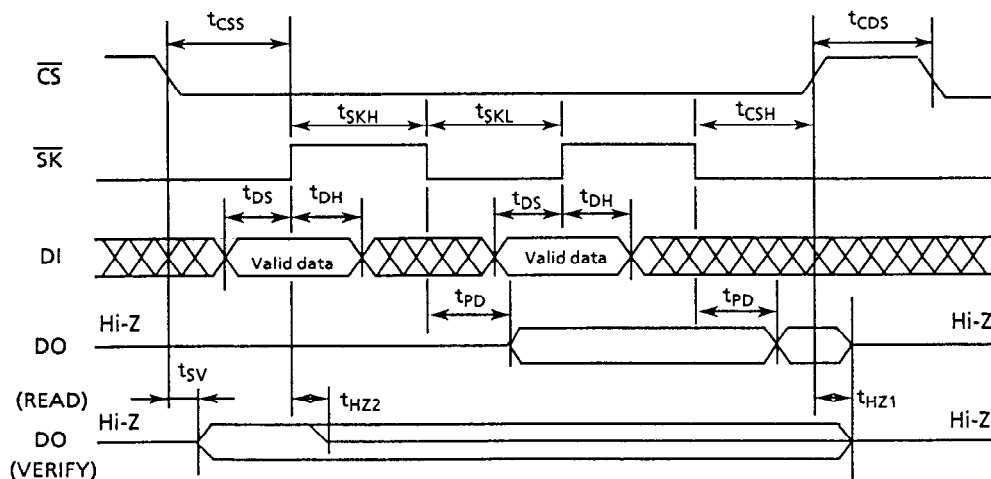 tCSS
tCDS
CS
tSKH
tSKL
tCSH
SK
tDS
tDH
tDS
tDH
DI
Valid data
Valid data
tPD
tPD
Hi-Z
Hi-Z
DO
(READ)
tSV
tHZ2
tHZ1
Hi-Z
Hi-Z
DO
(VERIFY)